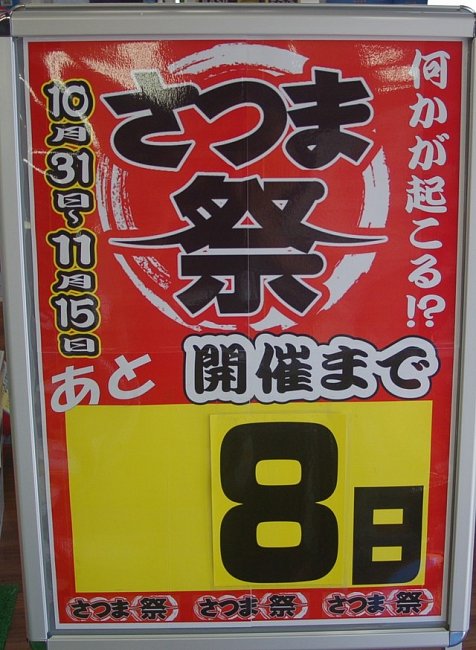 何かが起こる!?
さつま
祭
10月31日〜11月15日
開催まで
あと
8日
さつま祭 さつま祭 さつま祭